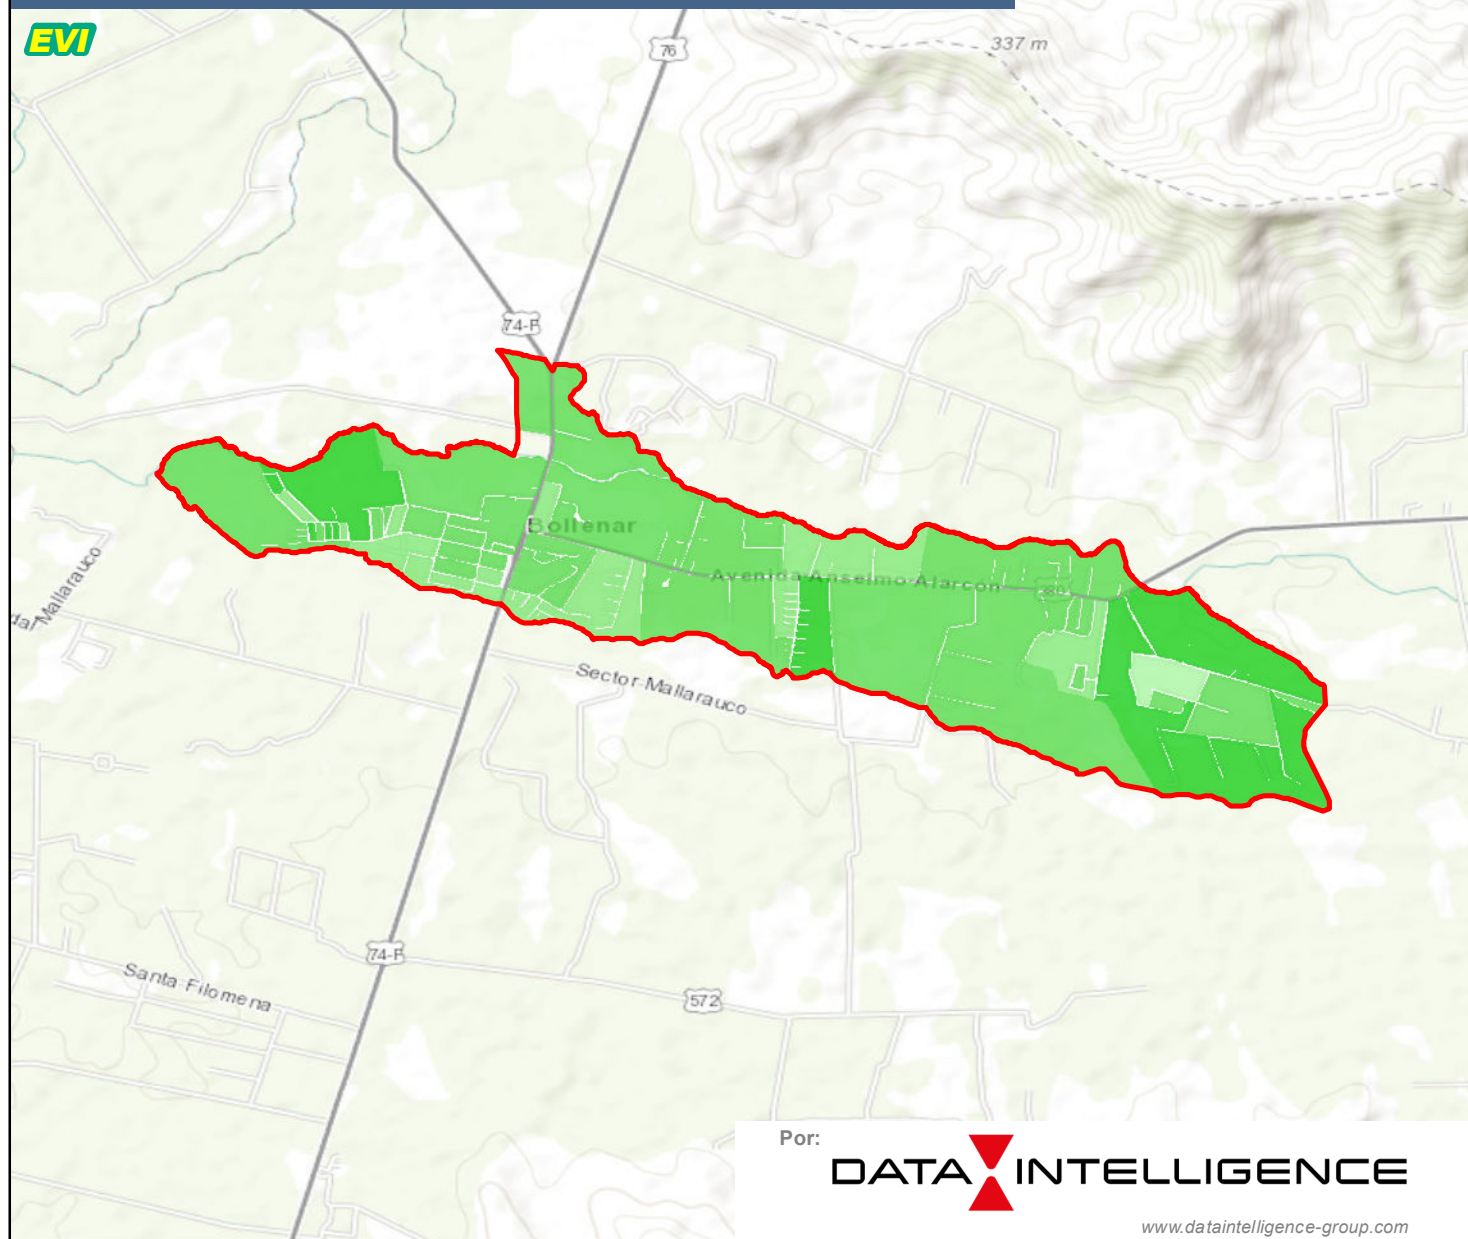 EVI
337 m
76
74-F
Bollenar
Avenida Anselmo Alarcón
Mallarauco
Sector Mallarauco
74-F
Santa Filomena
572
Por:
DATA INTELLIGENCE
www.dataintelligence-group.com